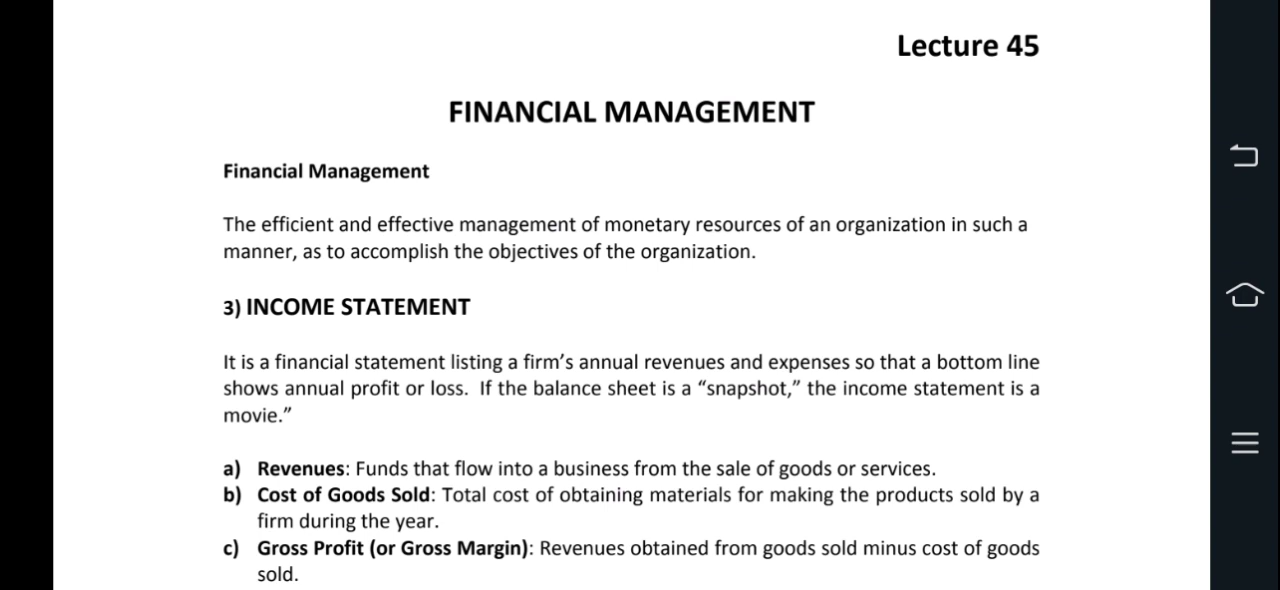 Lecture 45
FINANCIAL MANAGEMENT
Financial Management
The efficient and effective management of monetary resources of an organization in such a
manner, as to accomplish the objectives of the organization.
3) INCOME STATEMENT
It is a financial statement listing a firm’s annual revenues and expenses so that a bottom line
shows annual profit or loss.  If the balance sheet is a “snapshot,” the income statement is a
movie.”
a) Revenues: Funds that flow into a business from the sale of goods or services.
b) Cost of Goods Sold: Total cost of obtaining materials for making the products sold by a
firm during the year.
c) Gross Profit (or Gross Margin): Revenues obtained from goods sold minus cost of goods
sold.